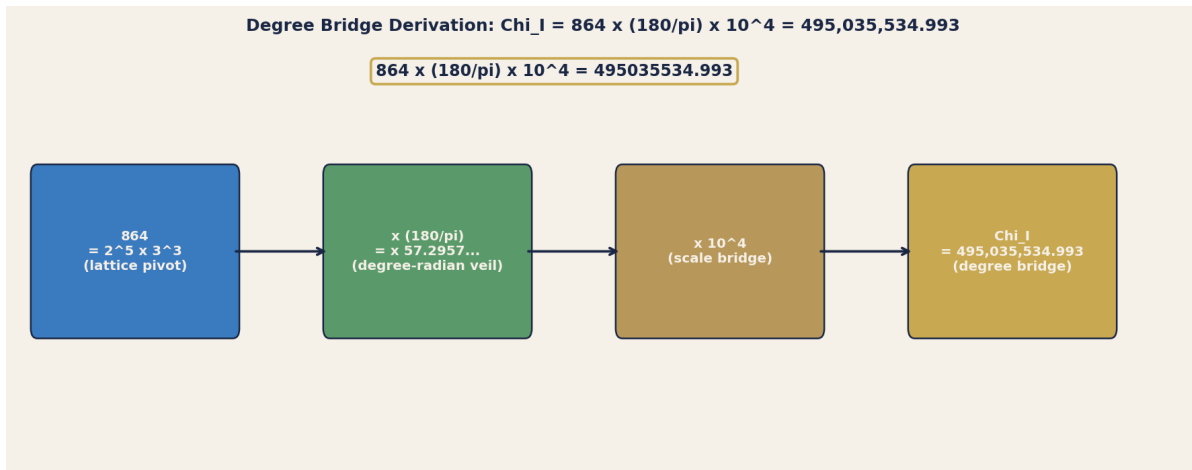 Degree Bridge Derivation: Chi_I = 864 x (180/pi) x 10^4 = 495,035,534.993
864 x (180/pi) x 10^4 = 495035534.993
864
= 2^5 x 3^3
(lattice pivot)
x (180/pi)
= x 57.2957...
(degree-radian veil)
x 10^4
(scale bridge)
Chi_I
= 495,035,534.993
(degree bridge)